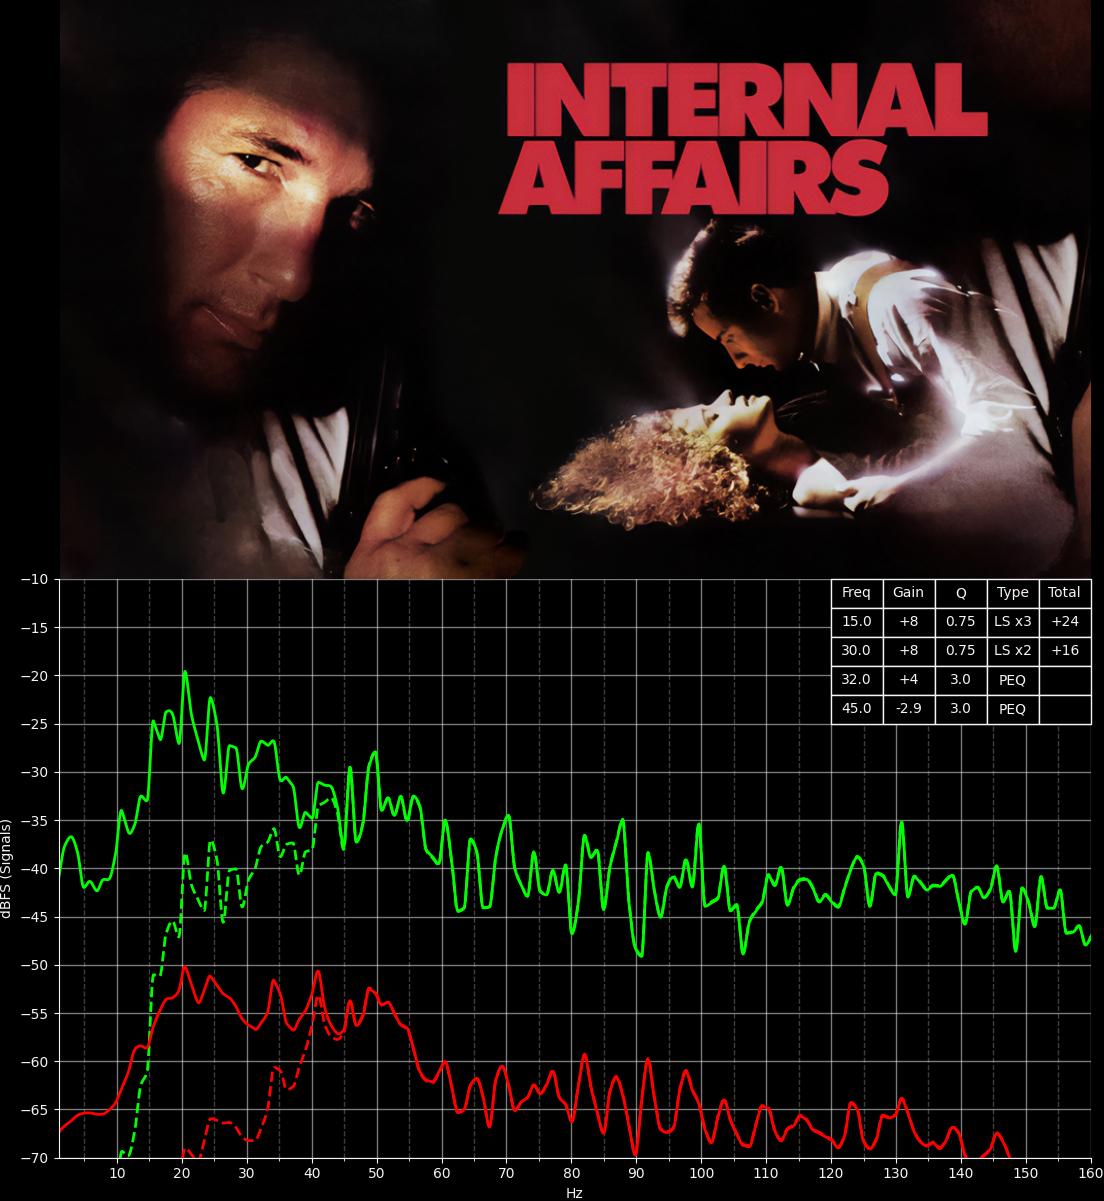 INTERNAL
AFFAIRS
Freq Gain Q Type Total
15.0 +8 0.75 LS x3 +24
30.0 +8 0.75 LS x2 +16
32.0 +4 3.0 PEQ
45.0 -2.9 3.0 PEQ
−10
−15
−20
−25
−30
−35
−40
−45
−50
−55
−60
−65
−70
dBFS (Signals)
10 20 30 40 50 60 70 80 90 100 110 120 130 140 150 160
Hz